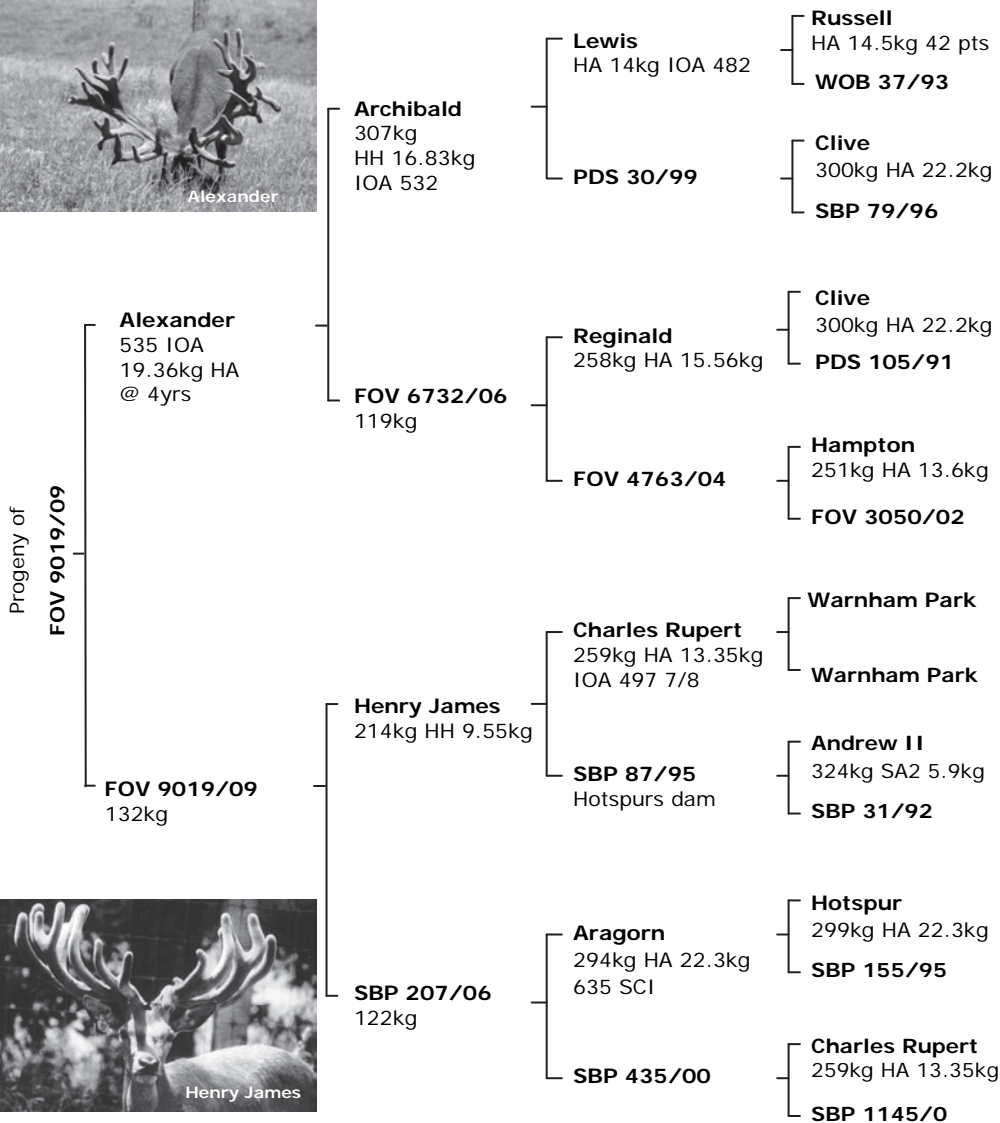 Alexander
Progeny of
FOV 9019/09
Alexander
535 IOA
19.36kg HA
@ 4yrs
FOV 9019/09
132kg
Archibald
307kg
HH 16.83kg
IOA 532
FOV 6732/06
119kg
Henry James
214kg HH 9.55kg
SBP 207/06
122kg
Lewis
HA 14kg IOA 482
PDS 30/99
Reginald
258kg HA 15.56kg
FOV 4763/04
Charles Rupert
259kg HA 13.35kg
IOA 497 7/8
SBP 87/95
Hotspurs dam
Aragorn
294kg HA 22.3kg
635 SCI
SBP 435/00
Russell
HA 14.5kg 42 pts
WOB 37/93
Clive
300kg HA 22.2kg
SBP 79/96
Clive
300kg HA 22.2kg
PDS 105/91
Hampton
251kg HA 13.6kg
FOV 3050/02
Warnham Park
Warnham Park
Andrew II
324kg SA2 5.9kg
SBP 31/92
Hotspur
299kg HA 22.3kg
SBP 155/95
Charles Rupert
259kg HA 13.35kg
SBP 1145/0
Henry James